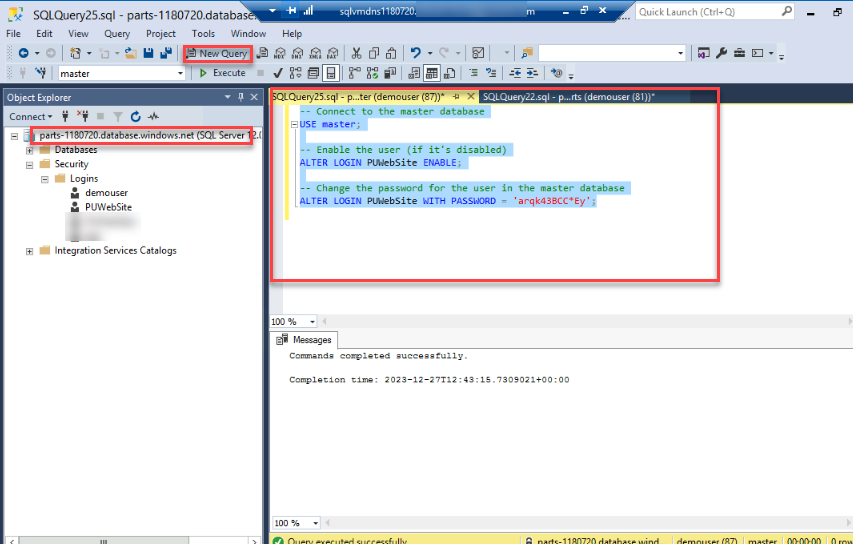 SQLQuery25.sql - parts-1180720.database.
sqlvmdns1180720.
m
Quick Launch (Ctrl+Q)
File Edit View Query Project Tools Window Help
New Query
MDX DMX XMLA DAX
master
Execute
Object Explorer
Connect
parts-1180720.database.windows.net (SQL Server 12.0
Databases
Security
Logins
demouser
PUWebSite
Integration Services Catalogs
SQLQuery25.sql - p...ter (demouser (87))*
SQLQuery22.sql - p...rts (demouser (81))*
-- Connect to the master database
USE master;
-- Enable the user (if it's disabled)
ALTER LOGIN PUWebSite ENABLE;
-- Change the password for the user in the master database
ALTER LOGIN PUWebSite WITH PASSWORD = 'arqk43BCC*Ey';
100 %
Messages
Commands completed successfully.
Completion time: 2023-12-27T12:43:15.7309021+00:00
100 %
Query executed successfully.
parts-1180720.database.wind...
demouser (87)
master
00:00:00
0 row